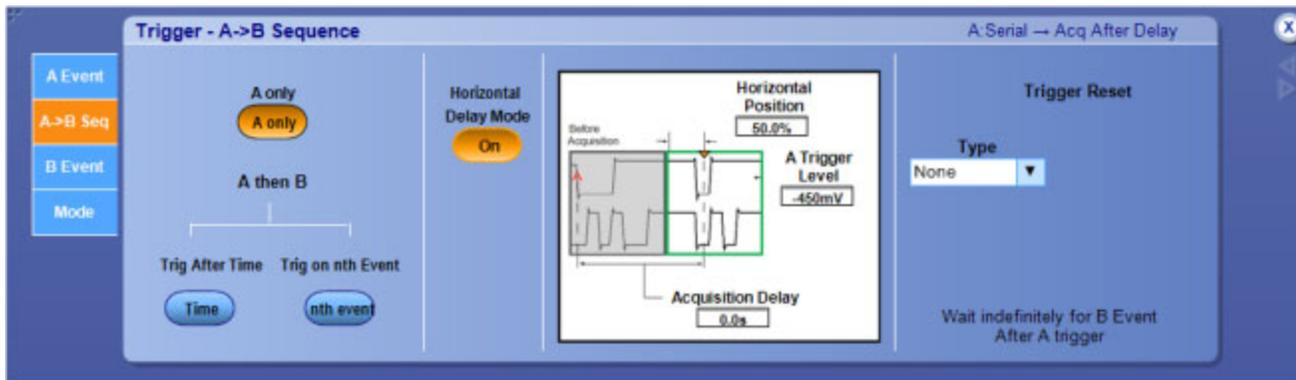 Trigger - A->B Sequence
A:Serial → Acq After Delay
X
A Event
A->B Seq
B Event
Mode
A only
A only
A then B
Trig After Time
Trig on nth Event
Time
nth event
Horizontal
Delay Mode
On
Horizontal
Position
50.0%
Before
Acquisition
A
A Trigger
Level
-450mV
Acquisition Delay
0.0s
Trigger Reset
Type
None
Wait indefinitely for B Event
After A trigger